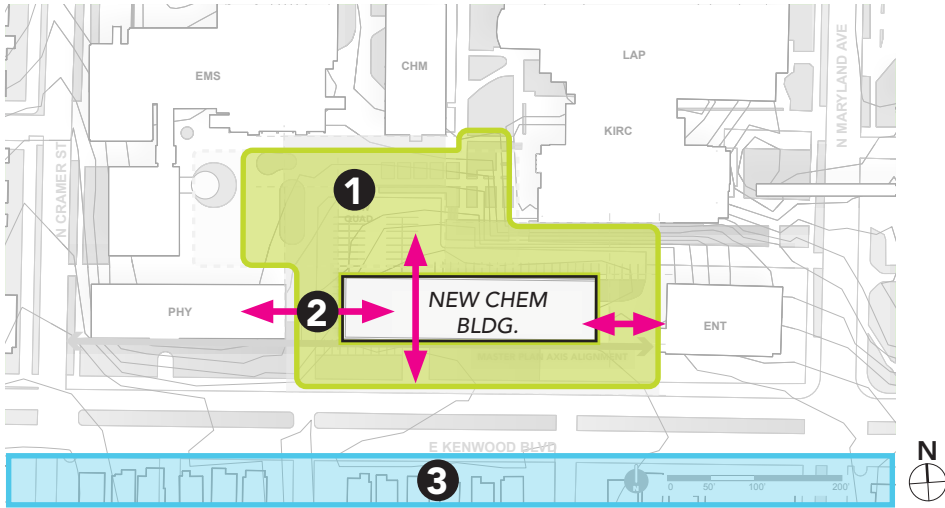 EMS
CHM
LAP
KIRC
N MARYLAND AVE
N CRAMER ST
1
QUAD
2
NEW CHEM
BLDG.
PHY
ENT
MASTER PLAN AXIS ALIGNMENT
E KENWOOD BLVD
3
N
0 50' 100' 200'
N